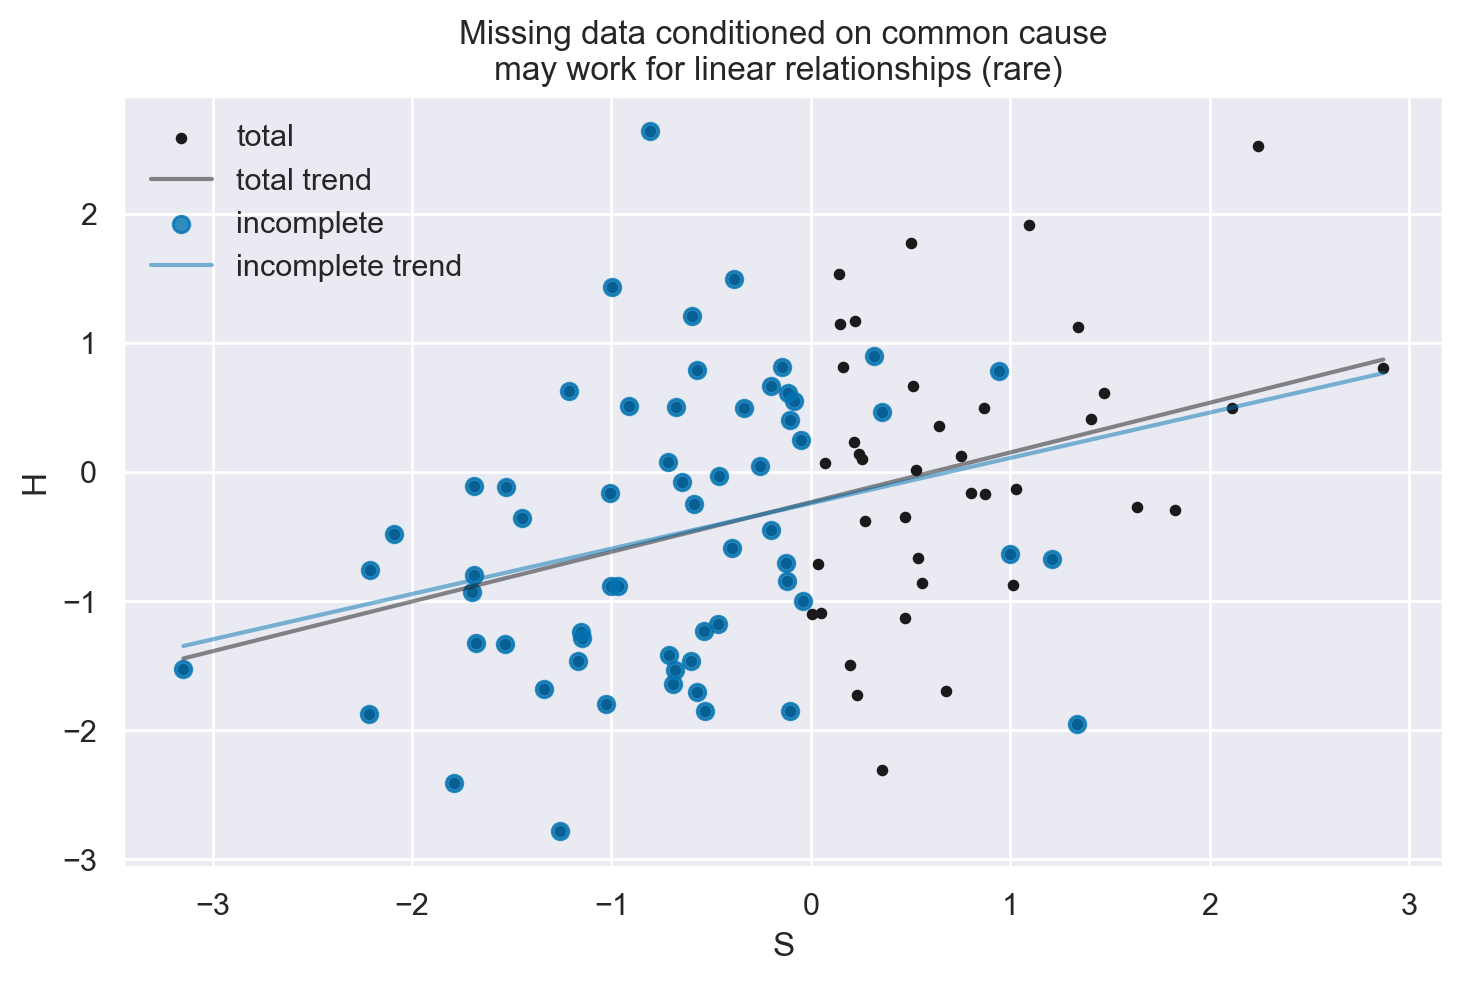 Missing data conditioned on common cause
may work for linear relationships (rare)
total
total trend
incomplete
incomplete trend
H
2
1
0
−1
−2
−3
−3
−2
−1
0
1
2
3
S